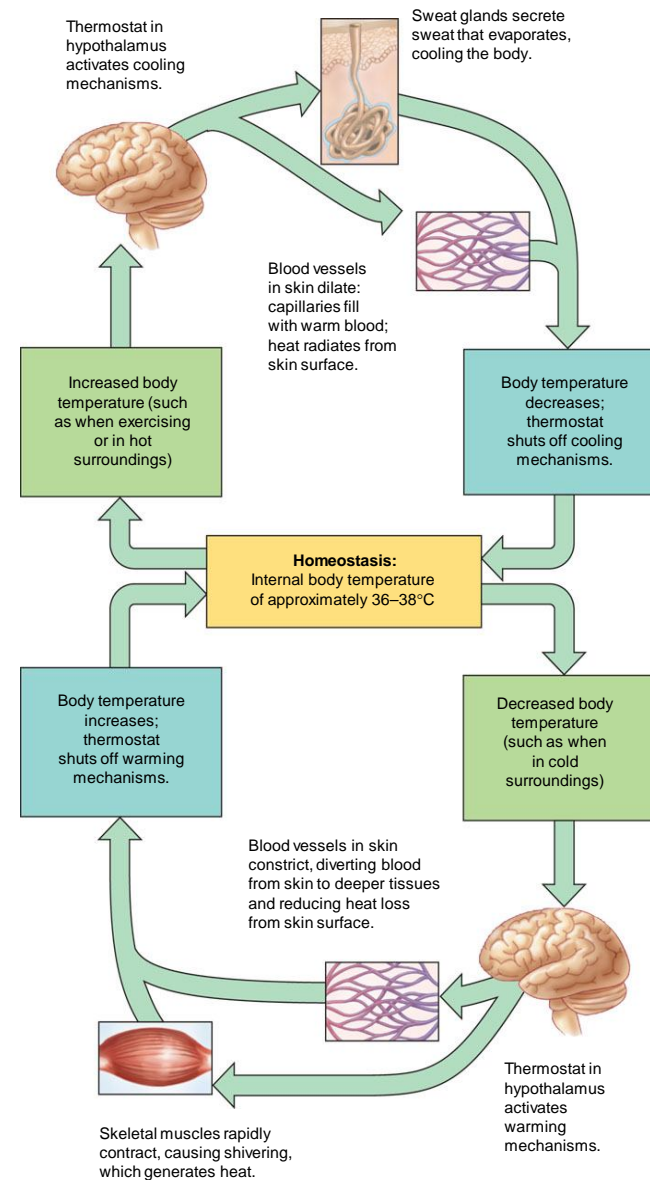 Thermostat in
hypothalamus
activates cooling
mechanisms.
Sweat glands secrete
sweat that evaporates,
cooling the body.
Blood vessels
in skin dilate:
capillaries fill
with warm blood;
heat radiates from
skin surface.
Increased body
temperature (such
as when exercising
or in hot
surroundings)
Body temperature
decreases;
thermostat
shuts off cooling
mechanisms.
Homeostasis:
Internal body temperature
of approximately 36–38°C
Body temperature
increases;
thermostat
shuts off warming
mechanisms.
Decreased body
temperature
(such as when
in cold
surroundings)
Blood vessels in skin
constrict, diverting blood
from skin to deeper tissues
and reducing heat loss
from skin surface.
Thermostat in
hypothalamus
activates
warming
mechanisms.
Skeletal muscles rapidly
contract, causing shivering,
which generates heat.